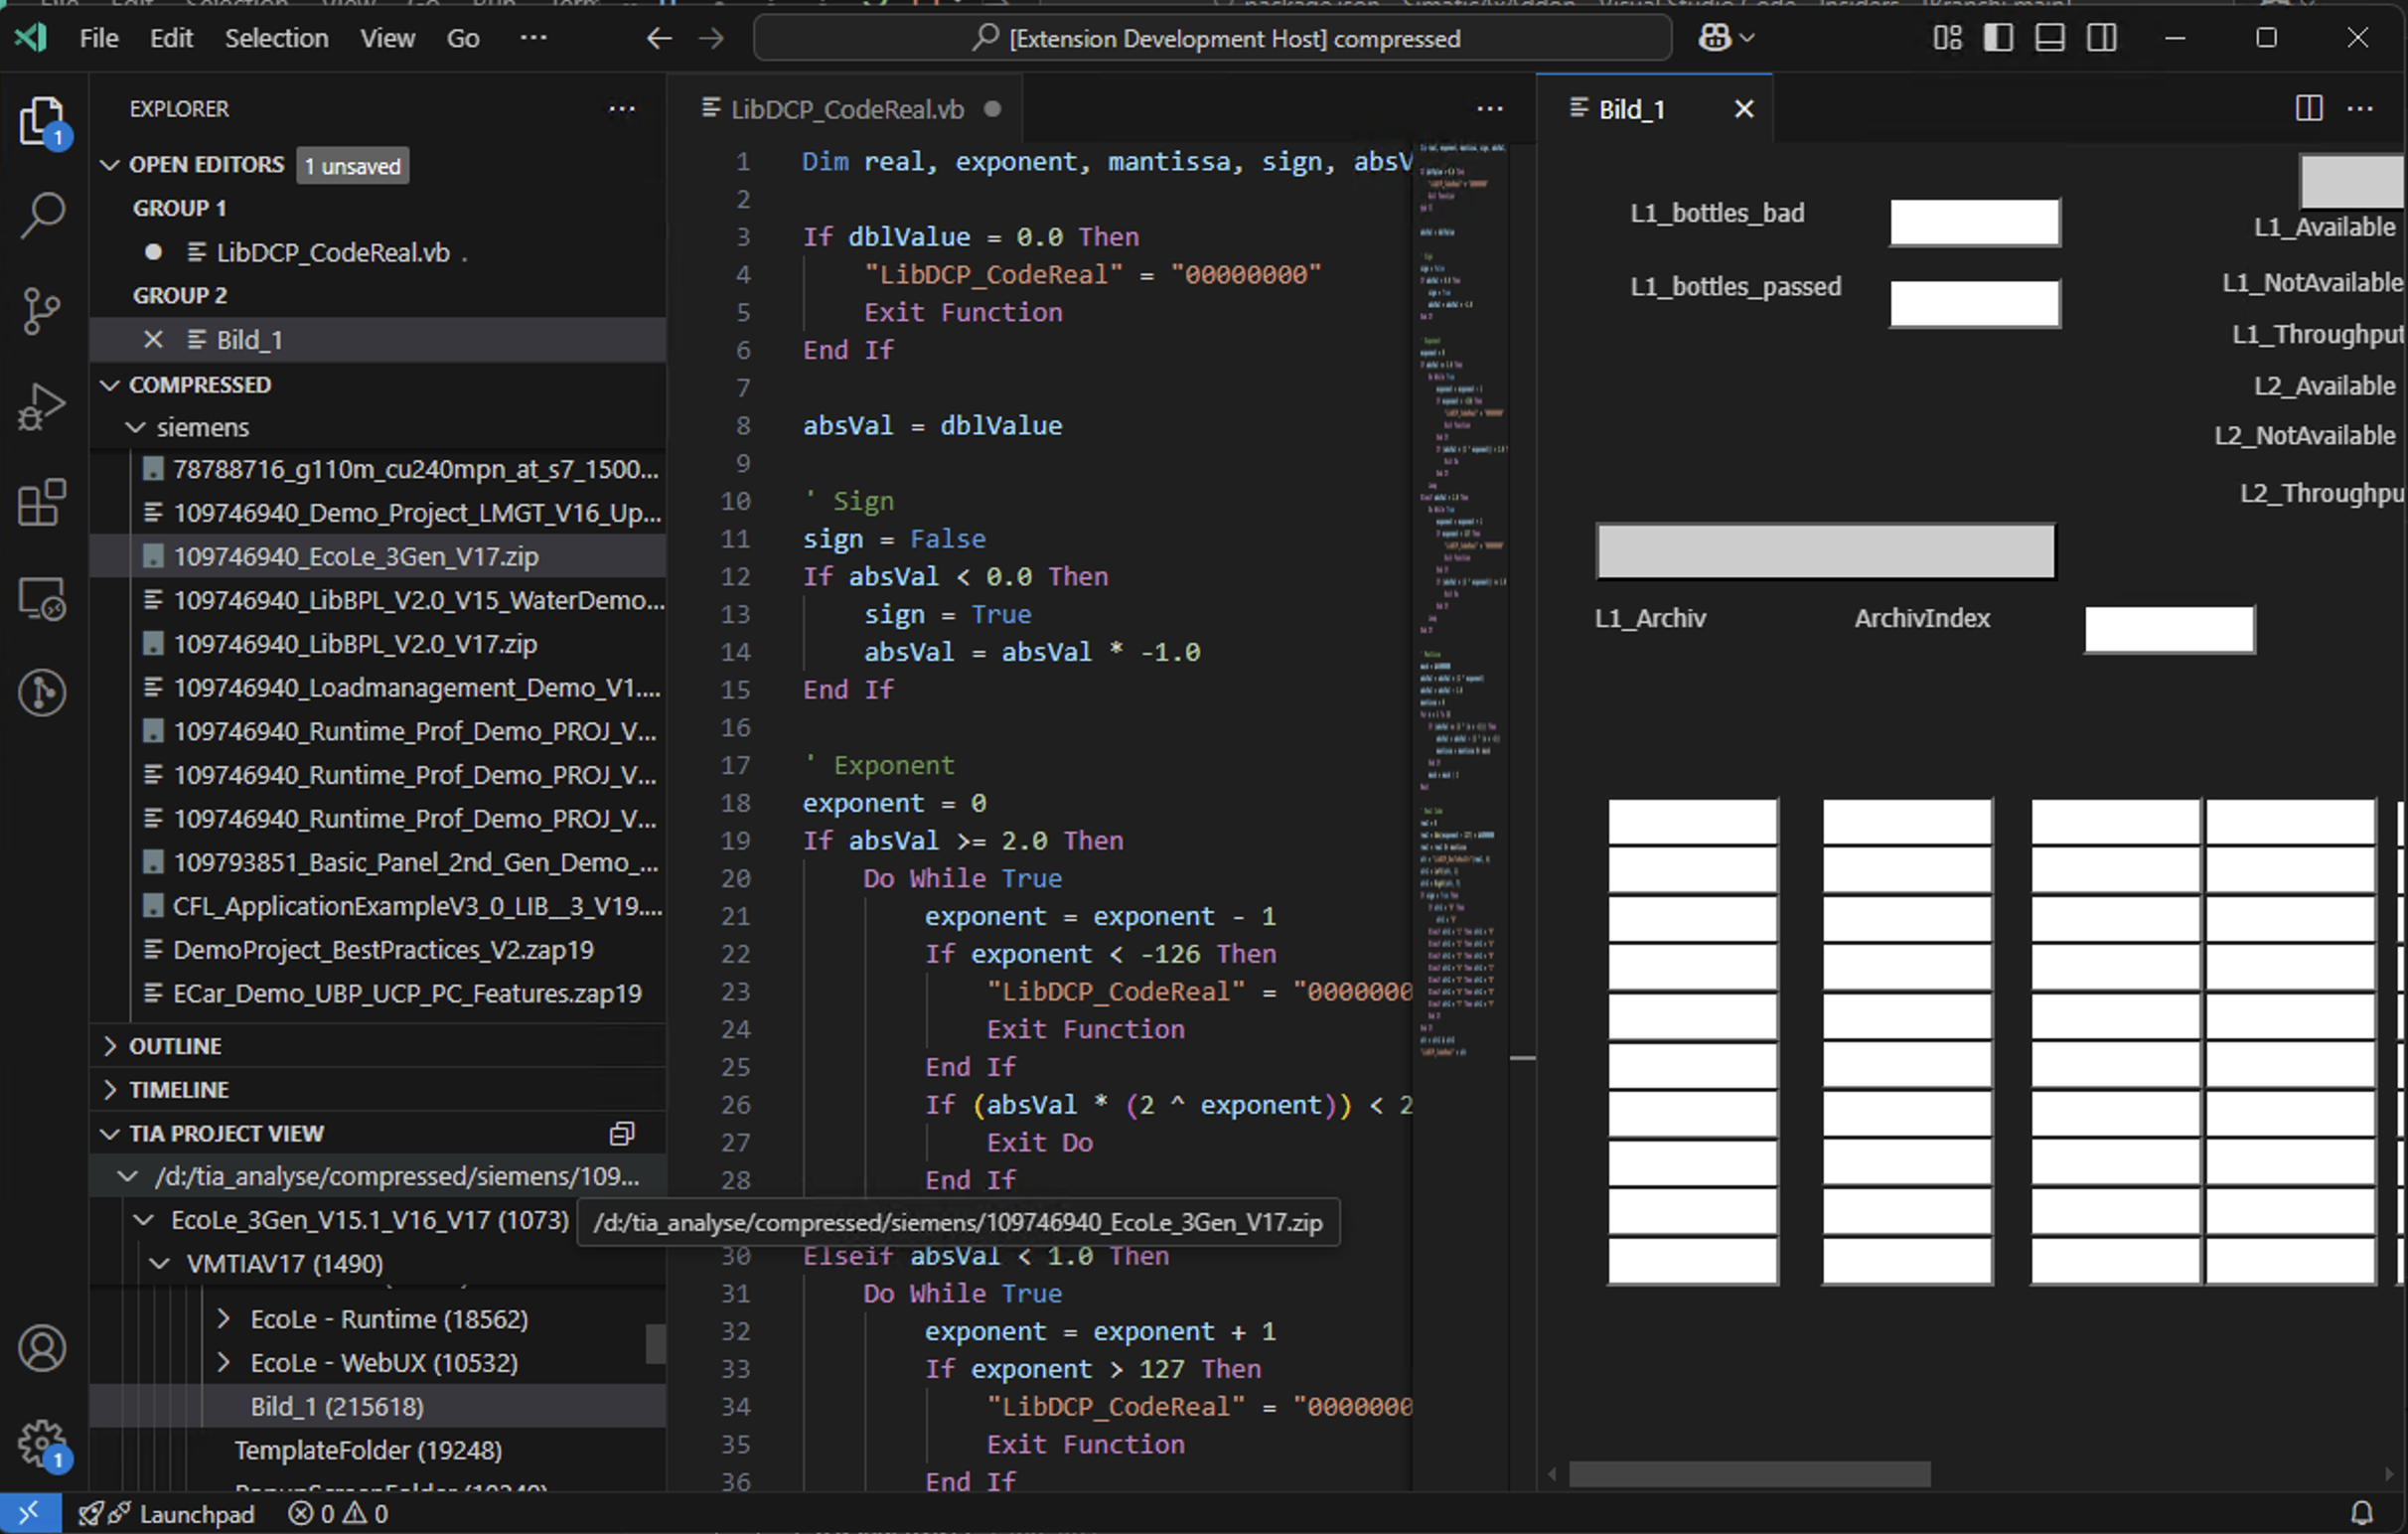 File Edit Selection View Go ···
[Extension Development Host] compressed
EXPLORER
1
OPEN EDITORS 1 unsaved
GROUP 1
LibDCP_CodeReal.vb .
GROUP 2
Bild_1
COMPRESSED
siemens
78788716_g110m_cu240mpn_at_s7_1500...
109746940_Demo_Project_LMGT_V16_Up...
109746940_EcoLe_3Gen_V17.zip
109746940_LibBPL_V2.0_V15_WaterDemo...
109746940_LibBPL_V2.0_V17.zip
109746940_Loadmanagement_Demo_V1....
109746940_Runtime_Prof_Demo_PROJ_V...
109746940_Runtime_Prof_Demo_PROJ_V...
109746940_Runtime_Prof_Demo_PROJ_V...
109793851_Basic_Panel_2nd_Gen_Demo_...
CFL_ApplicationExampleV3_0_LIB__3_V19....
DemoProject_BestPractices_V2.zap19
ECar_Demo_UBP_UCP_PC_Features.zap19
OUTLINE
TIMELINE
TIA PROJECT VIEW
/d:/tia_analyse/compressed/siemens/109...
EcoLe_3Gen_V15.1_V16_V17 (1073)
VMTIAV17 (1490)
EcoLe - Runtime (18562)
EcoLe - WebUX (10532)
Bild_1 (215618)
TemplateFolder (19248)
1
LibDCP_CodeReal.vb
1 Dim real, exponent, mantissa, sign, absV
2
3 If dblValue = 0.0 Then
4 "LibDCP_CodeReal" = "00000000"
5 Exit Function
6 End If
7
8 absVal = dblValue
9
10 ' Sign
11 sign = False
12 If absVal < 0.0 Then
13 sign = True
14 absVal = absVal * -1.0
15 End If
16
17 ' Exponent
18 exponent = 0
19 If absVal >= 2.0 Then
20 Do While True
21 exponent = exponent - 1
22 If exponent < -126 Then
23 "LibDCP_CodeReal" = "0000000
24 Exit Function
25 End If
26 If (absVal * (2 ^ exponent)) < 2
27 Exit Do
28 End If
/d:/tia_analyse/compressed/siemens/109746940_EcoLe_3Gen_V17.zip
30 Elseif absVal < 1.0 Then
31 Do While True
32 exponent = exponent + 1
33 If exponent > 127 Then
34 "LibDCP_CodeReal" = "0000000
35 Exit Function
36 End If
Bild_1
L1_bottles_bad
L1_bottles_passed
L1_Available
L1_NotAvailable
L1_Throughput
L2_Available
L2_NotAvailable
L2_Throughpu
L1_Archiv ArchivIndex
Launchpad 0 0